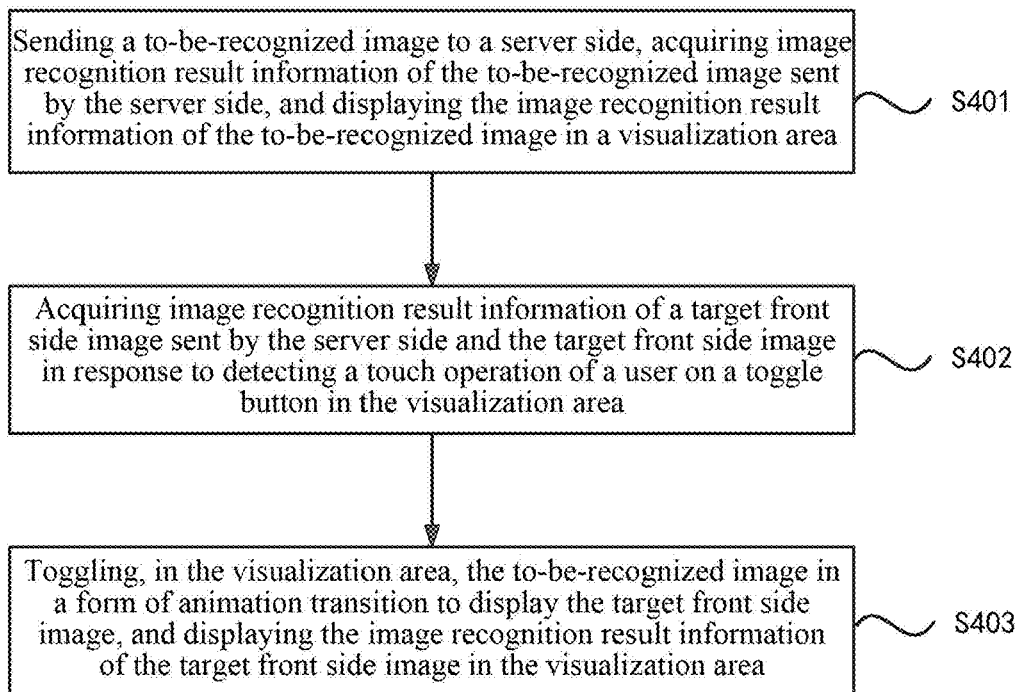 Sending a to-be-recognized image to a server side, acquiring image
recognition result information of the to-be-recognized image sent
by the server side, and displaying the image recognition result
information of the to-be-recognized image in a visualization area
S401
Acquiring image recognition result information of a target front
side image sent by the server side and the target front side image
in response to detecting a touch operation of a user on a toggle
button in the visualization area
S402
Toggling, in the visualization area, the to-be-recognized image in
a form of animation transition to display the target front side
image, and displaying the image recognition result information
of the target front side image in the visualization area
S403